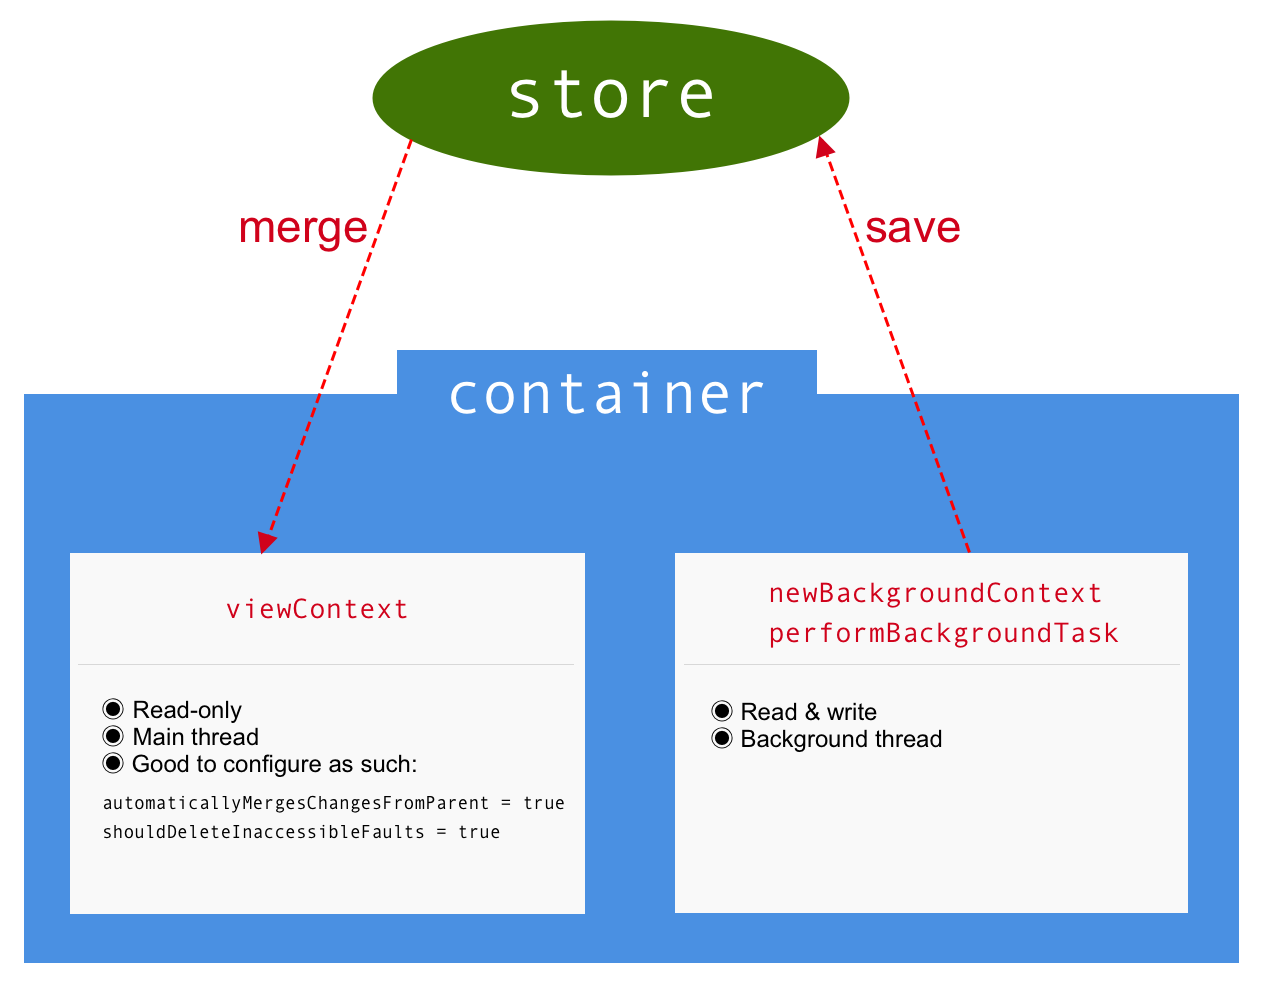 store
merge
save
container
viewContext
Read-only
Main thread
Good to configure as such:
automaticallyMergesChangesFromParent = true
shouldDeleteInaccessibleFaults = true
newBackgroundContext
performBackgroundTask
Read & write
Background thread